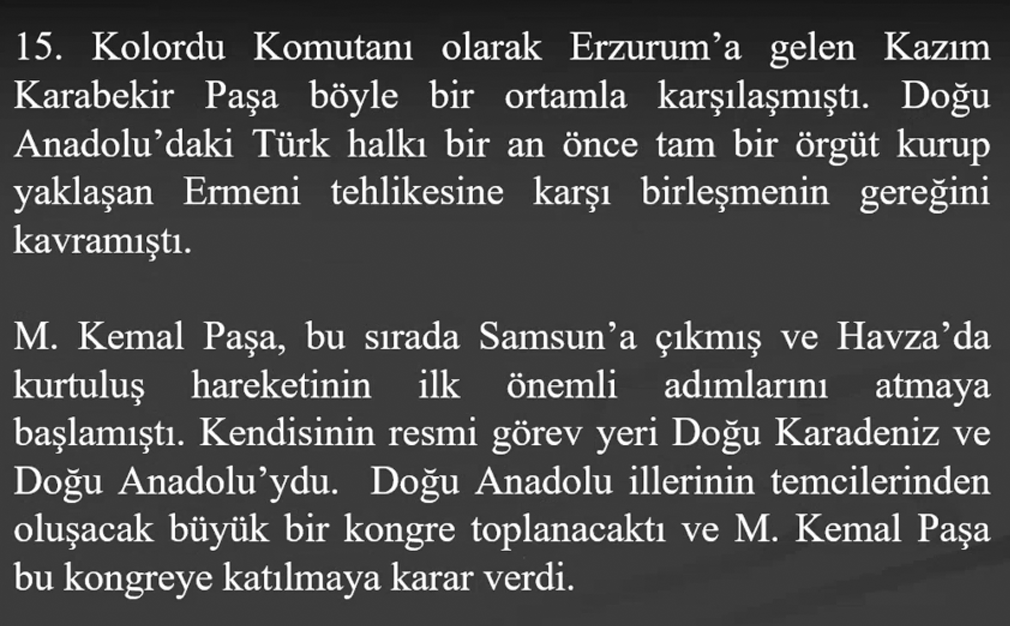 15. Kolordu Komutanı olarak Erzurum’a gelen Kazım
Karabekir Paşa böyle bir ortamla karşılaşmıştı. Doğu
Anadolu’daki Türk halkı bir an önce tam bir örgüt kurup
yaklaşan Ermeni tehlikesine karşı birleşmenin gereğini
kavramıştı.
M. Kemal Paşa, bu sırada Samsun’a çıkmış ve Havza’da
kurtuluş hareketinin ilk önemli adımlarını atmaya
başlamıştı. Kendisinin resmi görev yeri Doğu Karadeniz ve
Doğu Anadolu’ydu. Doğu Anadolu illerinin temcilerinden
oluşacak büyük bir kongre toplanacaktı ve M. Kemal Paşa
bu kongreye katılmaya karar verdi.